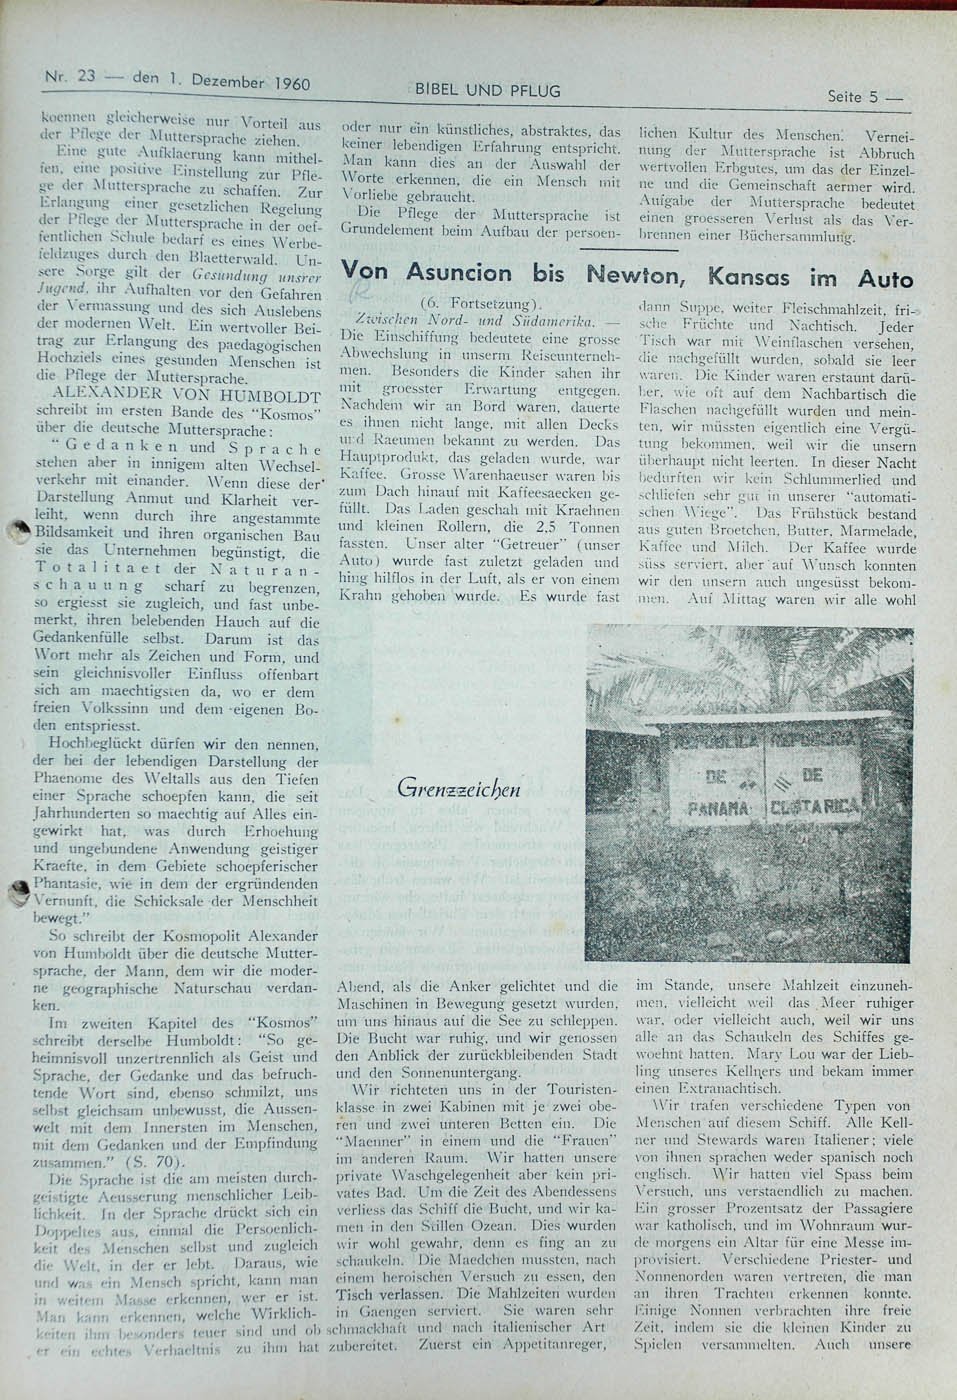 Nr. 23 — den 1. Dezember 1960
BIBEL UND PFLUG
Seite 5 —
koennen gleicherweise nur Vorteil aus
der Pflege der Muttersprache ziehen.
Eine gute Aufklaerung kann mithel-
fen, eine positive Einstellung zur Pfle-
ge der Muttersprache zu schaffen. Zur
Erlangung einer gesetzlichen Regelung
der Pflege der Muttersprache in der oef-
fentlichen Schule bedarf es eines Werbe-
feldzuges durch den Blaetterwald. Un-
sere Sorge gilt der Gesundung unsrer
Jugend, ihr Aufhalten vor den Gefahren
der Vermassung und des sich Auslebens
der modernen Welt. Ein wertvoller Bei-
trag zur Erlangung des paedagogischen
Hochziels eines gesunden Menschen ist
die Pflege der Muttersprache.
ALEXANDER VON HUMBOLDT
schreibt im ersten Bande des "Kosmos"
über die deutsche Muttersprache:
"Gedanken und Sprache
stehen aber in innigem alten Wechsel-
verkehr mit einander. Wenn diese der
Darstellung Anmut und Klarheit ver-
leiht, wenn durch ihre angestammte
Bildsamkeit und ihren organischen Bau
sie das Unternehmen begünstigt, die
Totalitaet der Naturan-
schauung scharf zu begrenzen,
so ergiesst sie zugleich, und fast unbe-
merkt, ihren belebenden Hauch auf die
Gedankenfülle selbst. Darum ist das
Wort mehr als Zeichen und Form, und
sein gleichnisvoller Einfluss offenbart
sich am maechtigsten da, wo er dem
freien Volkssinn und dem eigenen Bo-
den entspriesst.
Hochbeglückt dürfen wir den nennen,
der bei der lebendigen Darstellung der
Phaenome des Weltalls aus den Tiefen
einer Sprache schoepfen kann, die seit
Jahrhunderten so maechtig auf Alles ein-
gewirkt hat, was durch Erhoehung
und ungebundene Anwendung geistiger
Kraefte, in dem Gebiete schoepferischer
Phantasie, wie in dem der ergründenden
Vernunft, die Schicksale der Menschheit
bewegt."
So schreibt der Kosmopolit Alexander
von Humboldt über die deutsche Mutter-
sprache, der Mann, dem wir die moder-
ne geographische Naturschau verdan-
ken.
Im zweiten Kapitel des "Kosmos"
schreibt derselbe Humboldt: "So ge-
heimnisvoll unzertrennlich als Geist und
Sprache, der Gedanke und das befruch-
tende Wort sind, ebenso schmilzt, uns
selbst gleichsam unbewusst, die Aussen-
welt mit dem Innersten im Menschen,
mit dem Gedanken und der Empfindung
zusammen." (S. 70).
Die Sprache ist die am meisten durch-
geistigte Aeusserung menschlicher Leib-
lichkeit. In der Sprache drückt sich ein
Doppeltes aus, einmal die Persoenlich-
keit des Menschen selbst und zugleich
die Welt, in der er lebt. Daraus, wie
und was ein Mensch spricht, kann man
in weitem Masse erkennen, wer er ist.
Man kann erkennen, welche Wirklich-
keiten ihm besonders teuer sind und ob
er ein echtes Verhaeltnis zu ihm hat
oder nur ein künstliches, abstraktes, das
keiner lebendigen Erfahrung entspricht.
Man kann dies an der Auswahl der
Worte erkennen, die ein Mensch mit
Vorliebe gebraucht.
Die Pflege der Muttersprache ist
Grundelement beim Aufbau der persoen-
lichen Kultur des Menschen. Vernei-
nung der Muttersprache ist Abbruch
wertvollen Erbgutes, um das der Einzel-
ne und die Gemeinschaft aermer wird.
Aufgabe der Muttersprache bedeutet
einen groesseren Verlust als das Ver-
brennen einer Büchersammlung.
Von Asuncion bis Newton, Kansas im Auto
(6. Fortsetzung).
Zwischen Nord- und Südamerika. —
Die Einschiffung bedeutete eine grosse
Abwechslung in unserm Reiseunterneh-
men. Besonders die Kinder sahen ihr
mit groesster Erwartung entgegen.
Nachdem wir an Bord waren, dauerte
es ihnen nicht lange, mit allen Decks
und Raeumen bekannt zu werden. Das
Hauptprodukt, das geladen wurde, war
Kaffee. Grosse Warenhaeuser waren bis
zum Dach hinauf mit Kaffeesaecken ge-
füllt. Das Laden geschah mit Kraehnen
und kleinen Rollern, die 2,5 Tonnen
fassten. Unser alter "Getreuer" (unser
Auto) wurde fast zuletzt geladen und
hing hilflos in der Luft, als er von einem
Krahn gehoben wurde. Es wurde fast
Abend, als die Anker gelichtet und die
Maschinen in Bewegung gesetzt wurden,
um uns hinaus auf die See zu schleppen.
Die Bucht war ruhig, und wir genossen
den Anblick der zurückbleibenden Stadt
und den Sonnenuntergang.
Wir richteten uns in der Touristen-
klasse in zwei Kabinen mit je zwei obe-
ren und zwei unteren Betten ein. Die
"Maenner" in einem und die "Frauen"
im anderen Raum. Wir hatten unsere
private Waschgelegenheit aber kein pri-
vates Bad. Um die Zeit des Abendessens
verliess das Schiff die Bucht, und wir ka-
men in den Stillen Ozean. Dies wurden
wir wohl gewahr, denn es fing an zu
schaukeln. Die Maedchen mussten, nach
einem heroischen Versuch zu essen, den
Tisch verlassen. Die Mahlzeiten wurden
in Gaengen serviert. Sie waren sehr
schmackhaft und nach italienischer Art
zubereitet. Zuerst ein Appetitanreger,
dann Suppe, weiter Fleischmahlzeit, fri-
sche Früchte und Nachtisch. Jeder
Tisch war mit Weinflaschen versehen,
die nachgefüllt wurden, sobald sie leer
waren. Die Kinder waren erstaunt darü-
ber, wie oft auf dem Nachbartisch die
Flaschen nachgefüllt wurden und mein-
ten, wir müssten eigentlich eine Vergü-
tung bekommen, weil wir die unsern
überhaupt nicht leerten. In dieser Nacht
bedurften wir kein Schlummerlied und
schliefen sehr gut in unserer "automati-
schen Wiege". Das Frühstück bestand
aus guten Broetchen, Butter, Marmelade,
Kaffee und Milch. Der Kaffee wurde
süss serviert, aber auf Wunsch konnten
wir den unsern auch ungesüsst bekom-
men. Auf Mittag waren wir alle wohl
Grenzzeichen
REPUBLICA
DE
PANAMA
REPUBLICA
DE
COSTA RICA
im Stande, unsere Mahlzeit einzuneh-
men, vielleicht weil das Meer ruhiger
war, oder vielleicht auch, weil wir uns
alle an das Schaukeln des Schiffes ge-
woehnt hatten. Mary Lou war der Lieb-
ling unseres Kellners und bekam immer
einen Extranachtisch.
Wir trafen verschiedene Typen von
Menschen auf diesem Schiff. Alle Kell-
ner und Stewards waren Italiener; viele
von ihnen sprachen weder spanisch noch
englisch. Wir hatten viel Spass beim
Versuch, uns verstaendlich zu machen.
Ein grosser Prozentsatz der Passagiere
war katholisch, und im Wohnraum wur-
de morgens ein Altar für eine Messe im-
provisiert. Verschiedene Priester- und
Nonnenorden waren vertreten, die man
an ihren Trachten erkennen konnte.
Einige Nonnen verbrachten ihre freie
Zeit, indem sie die kleinen Kinder zu
Spielen versammelten. Auch unsere